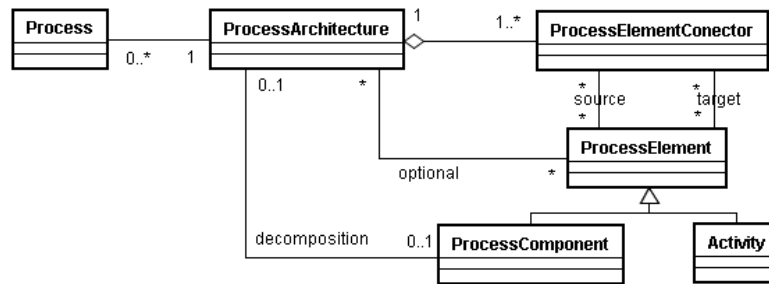 Process
ProcessArchitecture
ProcessElementConector
1
1..*
0..*
1
0..1
*
*
*
source
target
*
*
ProcessElement
optional
*
decomposition
0..1
ProcessComponent
Activity